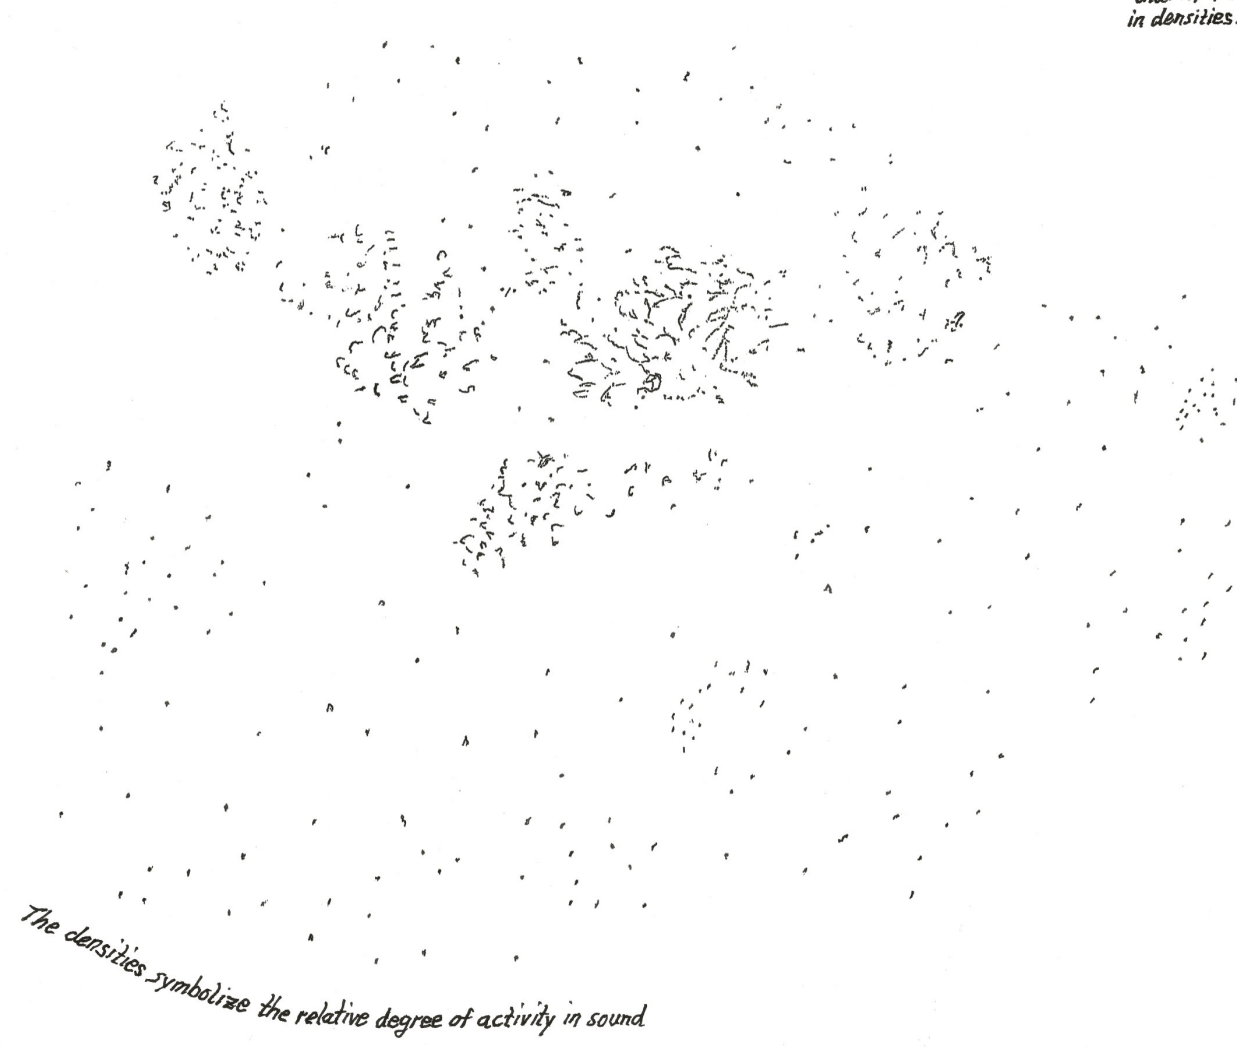 in densities.
The densities symbolize the relative degree of activity in sound